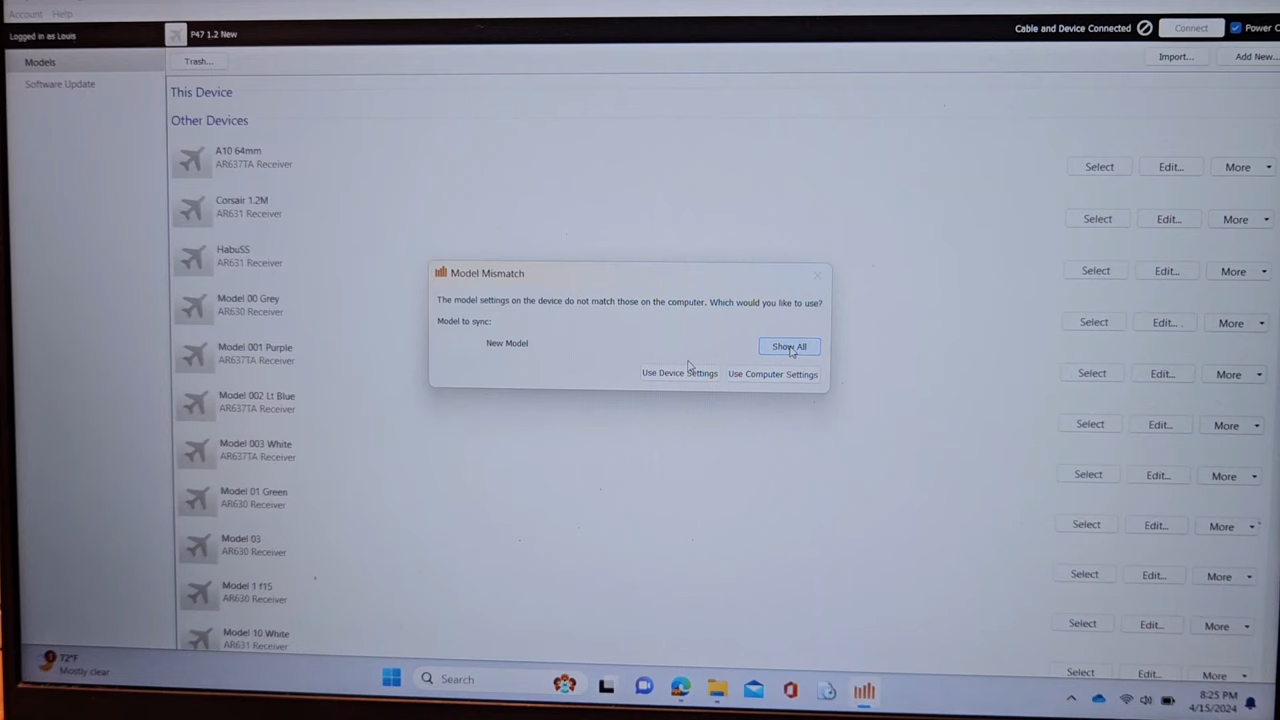 Account Help
Logged in as Louis
P47 1.2 New
Cable and Device Connected
Connect
Power
Models
Trash...
Import...
Add New...
Software Update
This Device
Other Devices
A10 64mm
AR637TA Receiver
Select Edit... More
Corsair 1.2M
AR631 Receiver
Select Edit... More
HabuSS
AR631 Receiver
Select Edit... More
Model 00 Grey
AR630 Receiver
Select Edit... More
Model 001 Purple
AR637TA Receiver
Select Edit... More
Model 002 Lt Blue
AR637TA Receiver
Select Edit... More
Model 003 White
AR637TA Receiver
Select Edit... More
Model 01 Green
AR630 Receiver
Select Edit... More
Model 03
AR630 Receiver
Select Edit... More
Model 1 f15
AR630 Receiver
Select Edit... More
Model 10 White
AR631 Receiver
Select Edit... More
Model Mismatch
The model settings on the device do not match those on the computer. Which would you like to use?
Model to sync:
New Model
Show All
Use Device Settings
Use Computer Settings
1
72°F
Mostly clear
Search
8:25 PM
4/15/2024